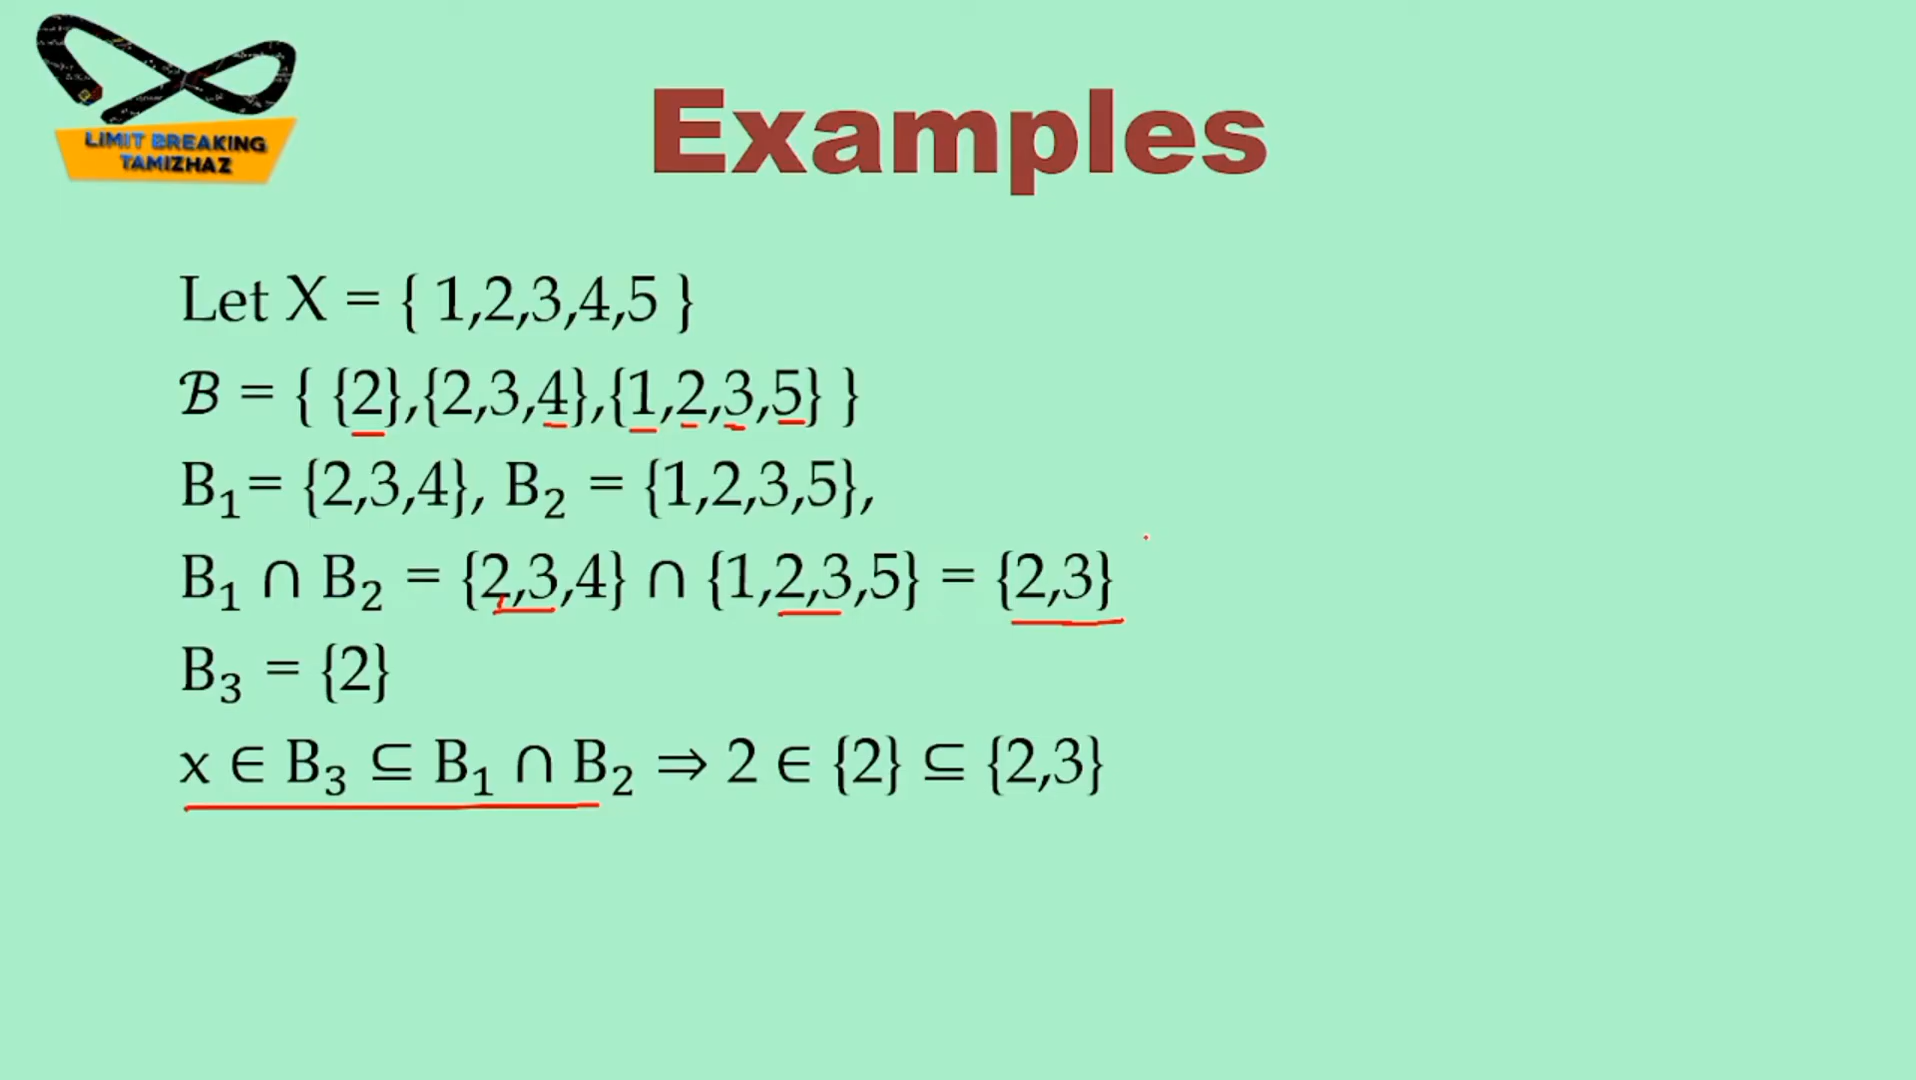 LIMIT BREAKING
TAMIZHAZ
Examples
Let X = { 1,2,3,4,5 }
ℬ = { {2},{2,3,4},{1,2,3,5} }
B₁= {2,3,4}, B₂ = {1,2,3,5},
B₁ ∩ B₂ = {2,3,4} ∩ {1,2,3,5} = {2,3}
B₃ = {2}
x ∈ B₃ ⊆ B₁ ∩ B₂ ⇒ 2 ∈ {2} ⊆ {2,3}